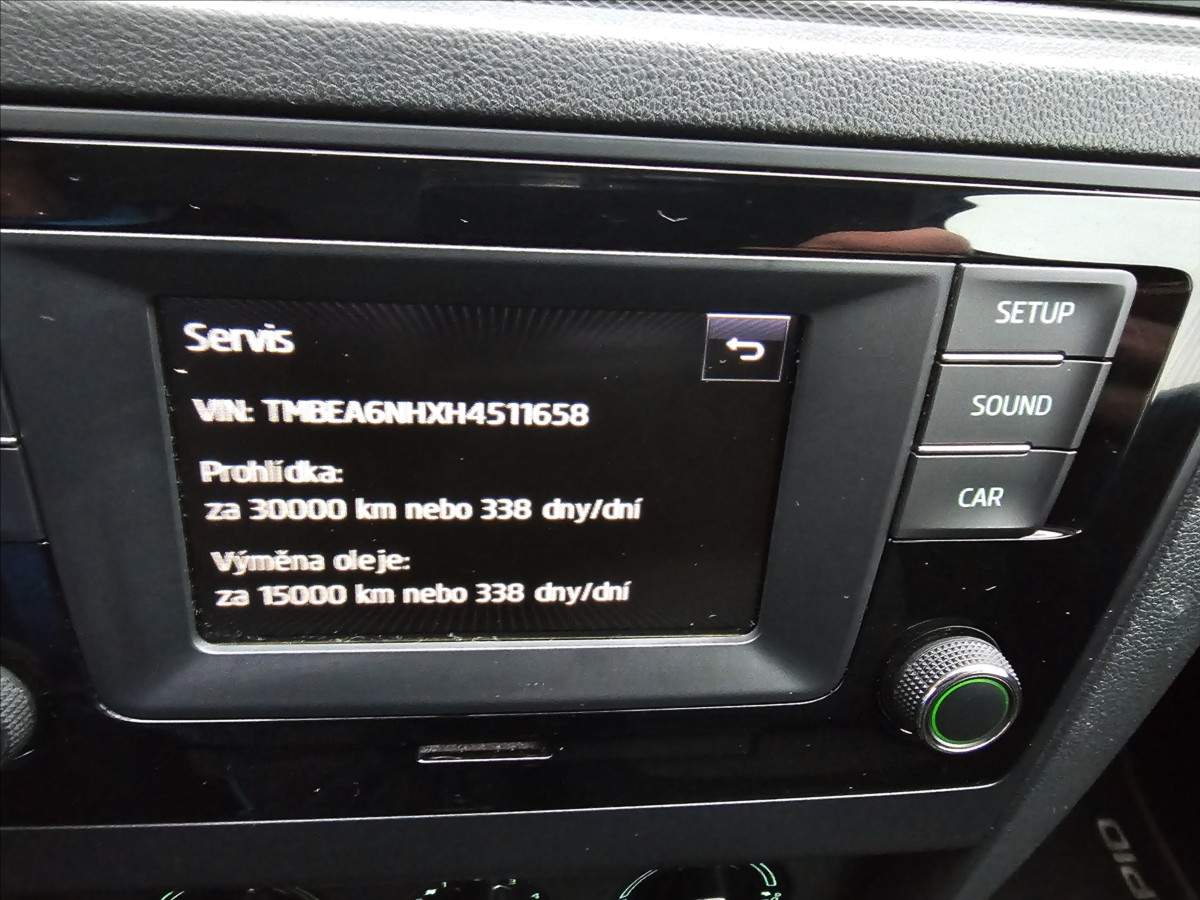 Servis
SETUP
VIN: TMBEA6NHXH4511658
SOUND
Prohlídka:
za 30000 km nebo 338 dny/dní
CAR
Výměna oleje:
za 15000 km nebo 338 dny/dní